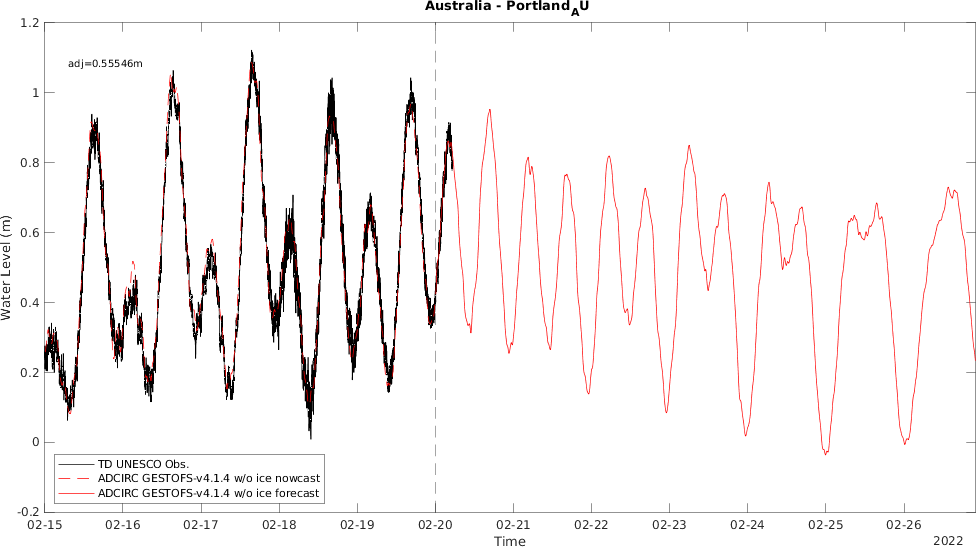 Australia - Portland_AU
adj=0.55546m
1.2
1
0.8
0.6
0.4
0.2
0
-0.2
Water Level (m)
TD UNESCO Obs.
ADCIRC GESTOFS-v4.1.4 w/o ice nowcast
ADCIRC GESTOFS-v4.1.4 w/o ice forecast
02-15 02-16 02-17 02-18 02-19 02-20 02-21 02-22 02-23 02-24 02-25 02-26
Time
2022